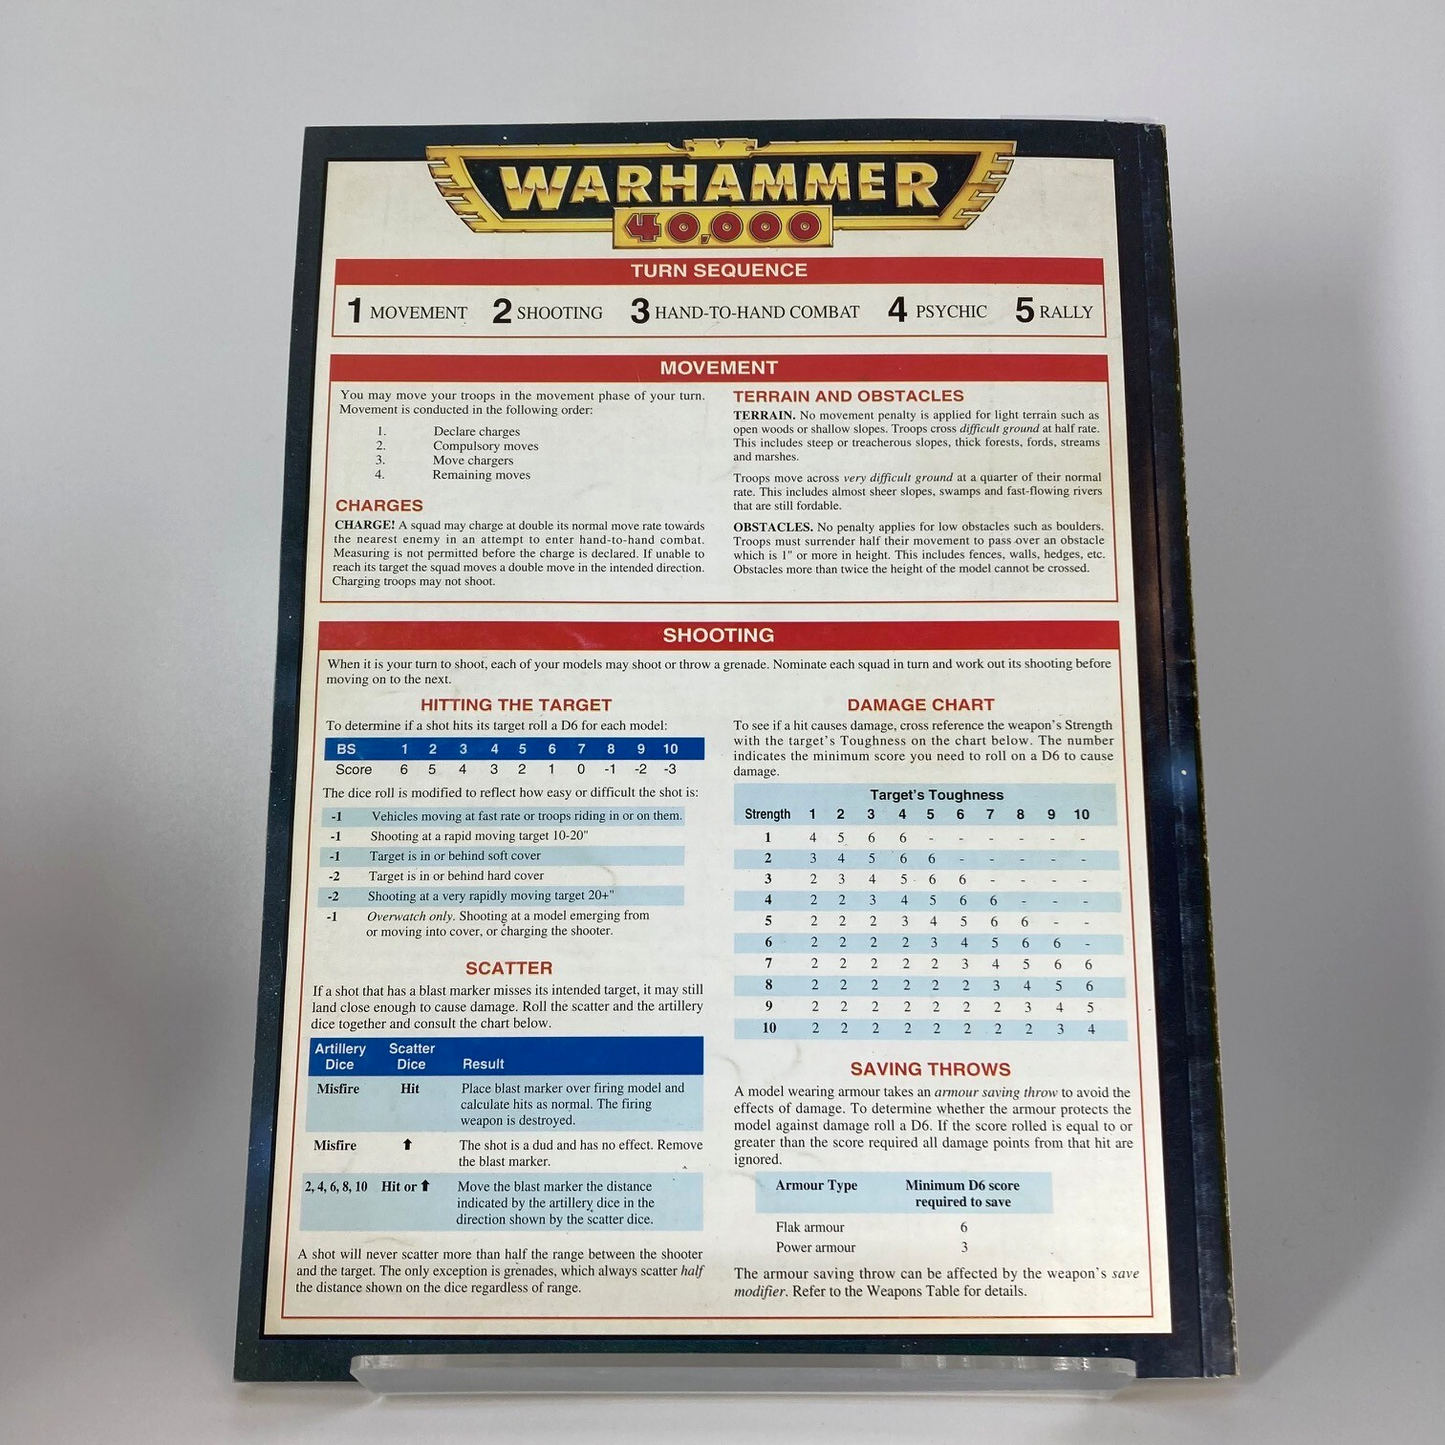 WARHAMMER
40,000
TURN SEQUENCE
1 MOVEMENT 2 SHOOTING 3 HAND-TO-HAND COMBAT 4 PSYCHIC 5 RALLY
MOVEMENT
You may move your troops in the movement phase of your turn.
Movement is conducted in the following order:
1. Declare charges
2. Compulsory moves
3. Move chargers
4. Remaining moves
CHARGES
CHARGE! A squad may charge at double its normal move rate towards
the nearest enemy in an attempt to enter hand-to-hand combat.
Measuring is not permitted before the charge is declared. If unable to
reach its target the squad moves a double move in the intended direction.
Charging troops may not shoot.
TERRAIN AND OBSTACLES
TERRAIN. No movement penalty is applied for light terrain such as
open woods or shallow slopes. Troops cross difficult ground at half rate.
This includes steep or treacherous slopes, thick forests, fords, streams
and marshes.
Troops move across very difficult ground at a quarter of their normal
rate. This includes almost sheer slopes, swamps and fast-flowing rivers
that are still fordable.
OBSTACLES. No penalty applies for low obstacles such as boulders.
Troops must surrender half their movement to pass over an obstacle
which is 1" or more in height. This includes fences, walls, hedges, etc.
Obstacles more than twice the height of the model cannot be crossed.
SHOOTING
When it is your turn to shoot, each of your models may shoot or throw a grenade. Nominate each squad in turn and work out its shooting before
moving on to the next.
HITTING THE TARGET
To determine if a shot hits its target roll a D6 for each model:
BS 1 2 3 4 5 6 7 8 9 10
Score 6 5 4 3 2 1 0 -1 -2 -3
The dice roll is modified to reflect how easy or difficult the shot is:
-1 Vehicles moving at fast rate or troops riding in or on them.
-1 Shooting at a rapid moving target 10-20"
-1 Target is in or behind soft cover
-2 Target is in or behind hard cover
-2 Shooting at a very rapidly moving target 20+"
-1 Overwatch only. Shooting at a model emerging from
or moving into cover, or charging the shooter.
SCATTER
If a shot that has a blast marker misses its intended target, it may still
land close enough to cause damage. Roll the scatter and the artillery
dice together and consult the chart below.
Artillery Scatter
Dice Dice Result
Misfire Hit Place blast marker over firing model and
calculate hits as normal. The firing
weapon is destroyed.
Misfire ⬆ The shot is a dud and has no effect. Remove
the blast marker.
2, 4, 6, 8, 10 Hit or ⬆ Move the blast marker the distance
indicated by the artillery dice in the
direction shown by the scatter dice.
A shot will never scatter more than half the range between the shooter
and the target. The only exception is grenades, which always scatter half
the distance shown on the dice regardless of range.
DAMAGE CHART
To see if a hit causes damage, cross reference the weapon's Strength
with the target's Toughness on the chart below. The number
indicates the minimum score you need to roll on a D6 to cause
damage.
Target's Toughness
Strength 1 2 3 4 5 6 7 8 9 10
1 4 5 6 6 - - - - - -
2 3 4 5 6 6 - - - - -
3 2 3 4 5 6 6 - - - -
4 2 2 3 4 5 6 6 - - -
5 2 2 2 3 4 5 6 6 - -
6 2 2 2 2 3 4 5 6 6 -
7 2 2 2 2 2 3 4 5 6 6
8 2 2 2 2 2 2 3 4 5 6
9 2 2 2 2 2 2 2 3 4 5
10 2 2 2 2 2 2 2 2 3 4
SAVING THROWS
A model wearing armour takes an armour saving throw to avoid the
effects of damage. To determine whether the armour protects the
model against damage roll a D6. If the score rolled is equal to or
greater than the score required all damage points from that hit are
ignored.
Armour Type Minimum D6 score
required to save
Flak armour 6
Power armour 3
The armour saving throw can be affected by the weapon's save
modifier. Refer to the Weapons Table for details.